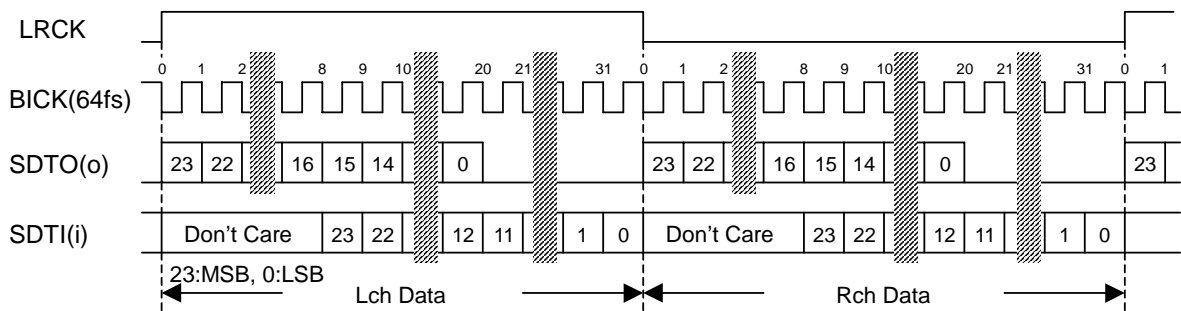 LRCK
0 1 2 8 9 10 20 21 31 0 1 2 8 9 10 20 21 31 0 1
BICK(64fs)
SDTO(o) 23 22 16 15 14 0 23 22 16 15 14 0 23
SDTI(i) Don't Care 23 22 12 11 1 0 Don't Care 23 22 12 11 1 0
23:MSB, 0:LSB
Lch Data Rch Data